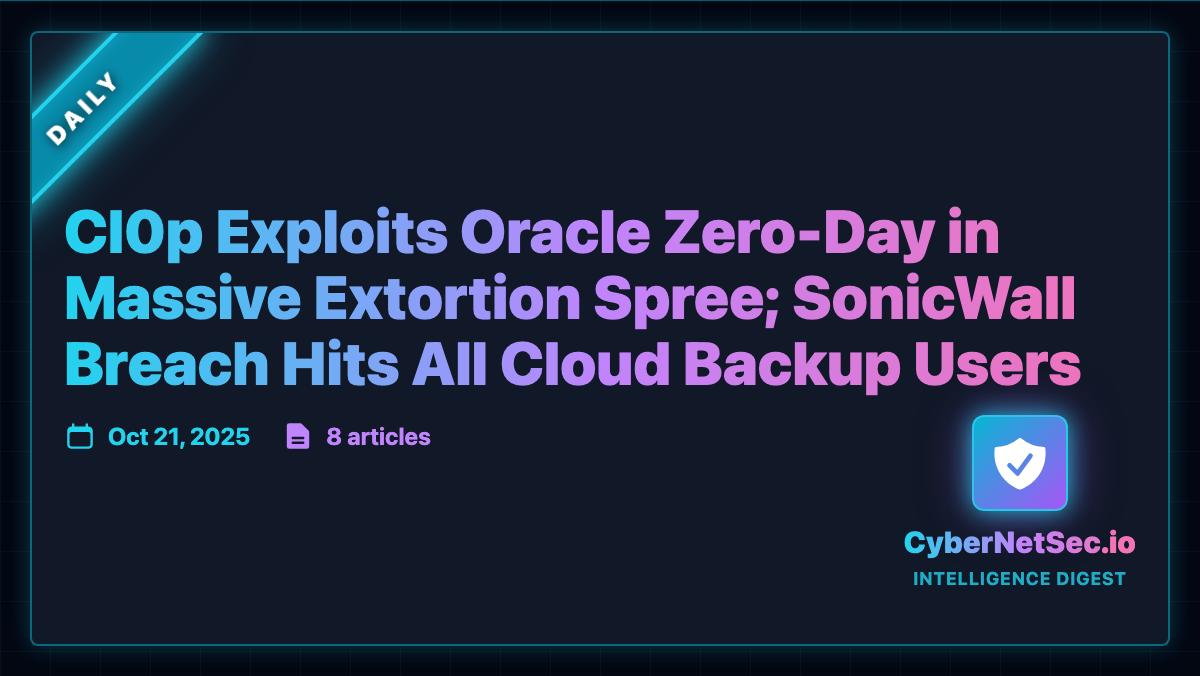 DAILY
Cl0p Exploits Oracle Zero-Day in
Massive Extortion Spree; SonicWall
Breach Hits All Cloud Backup Users
Oct 21, 2025 8 articles
CyberNetSec.io
INTELLIGENCE DIGEST